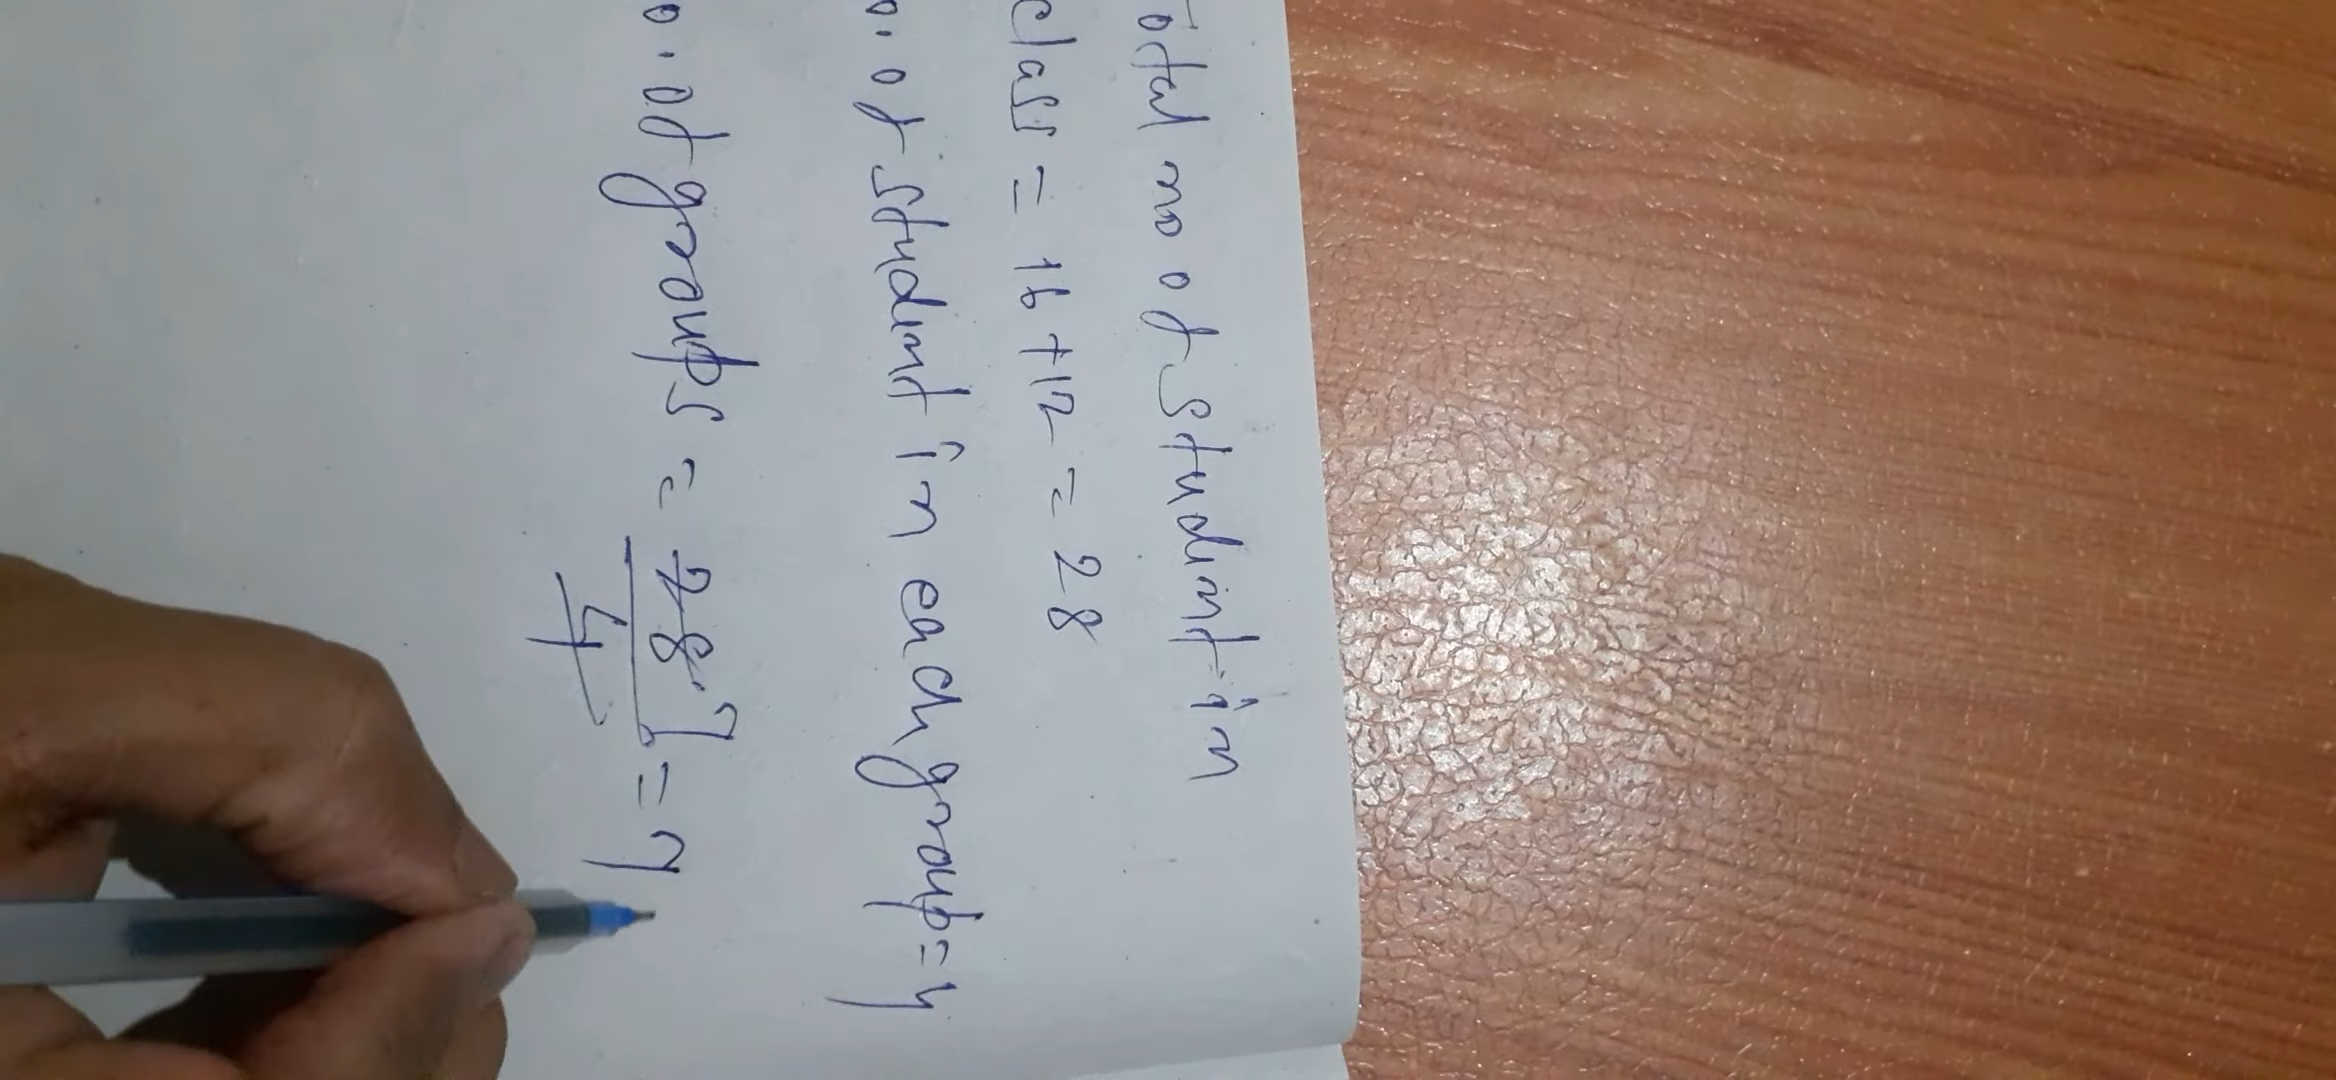 otal no of student in
class = 16 + 12 = 28
o. of student in each group = 4
o. of groups = 28/4 7 = 7